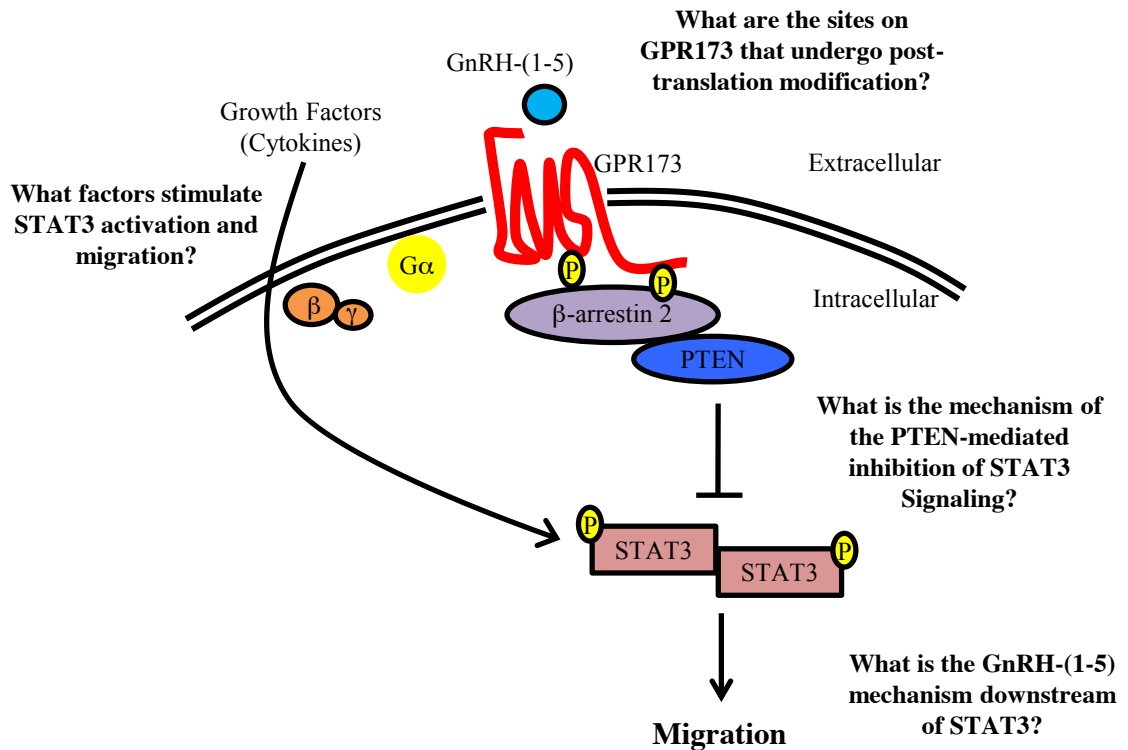 What are the sites on
GPR173 that undergo post-
translation modification?
GnRH-(1-5)
Growth Factors
(Cytokines)
GPR173
Extracellular
What factors stimulate
STAT3 activation and
migration?
Gα
P
P
Intracellular
β
γ
β-arrestin 2
PTEN
What is the mechanism of
the PTEN-mediated
inhibition of STAT3
Signaling?
P
STAT3
P
STAT3
What is the GnRH-(1-5)
mechanism downstream
of STAT3?
Migration